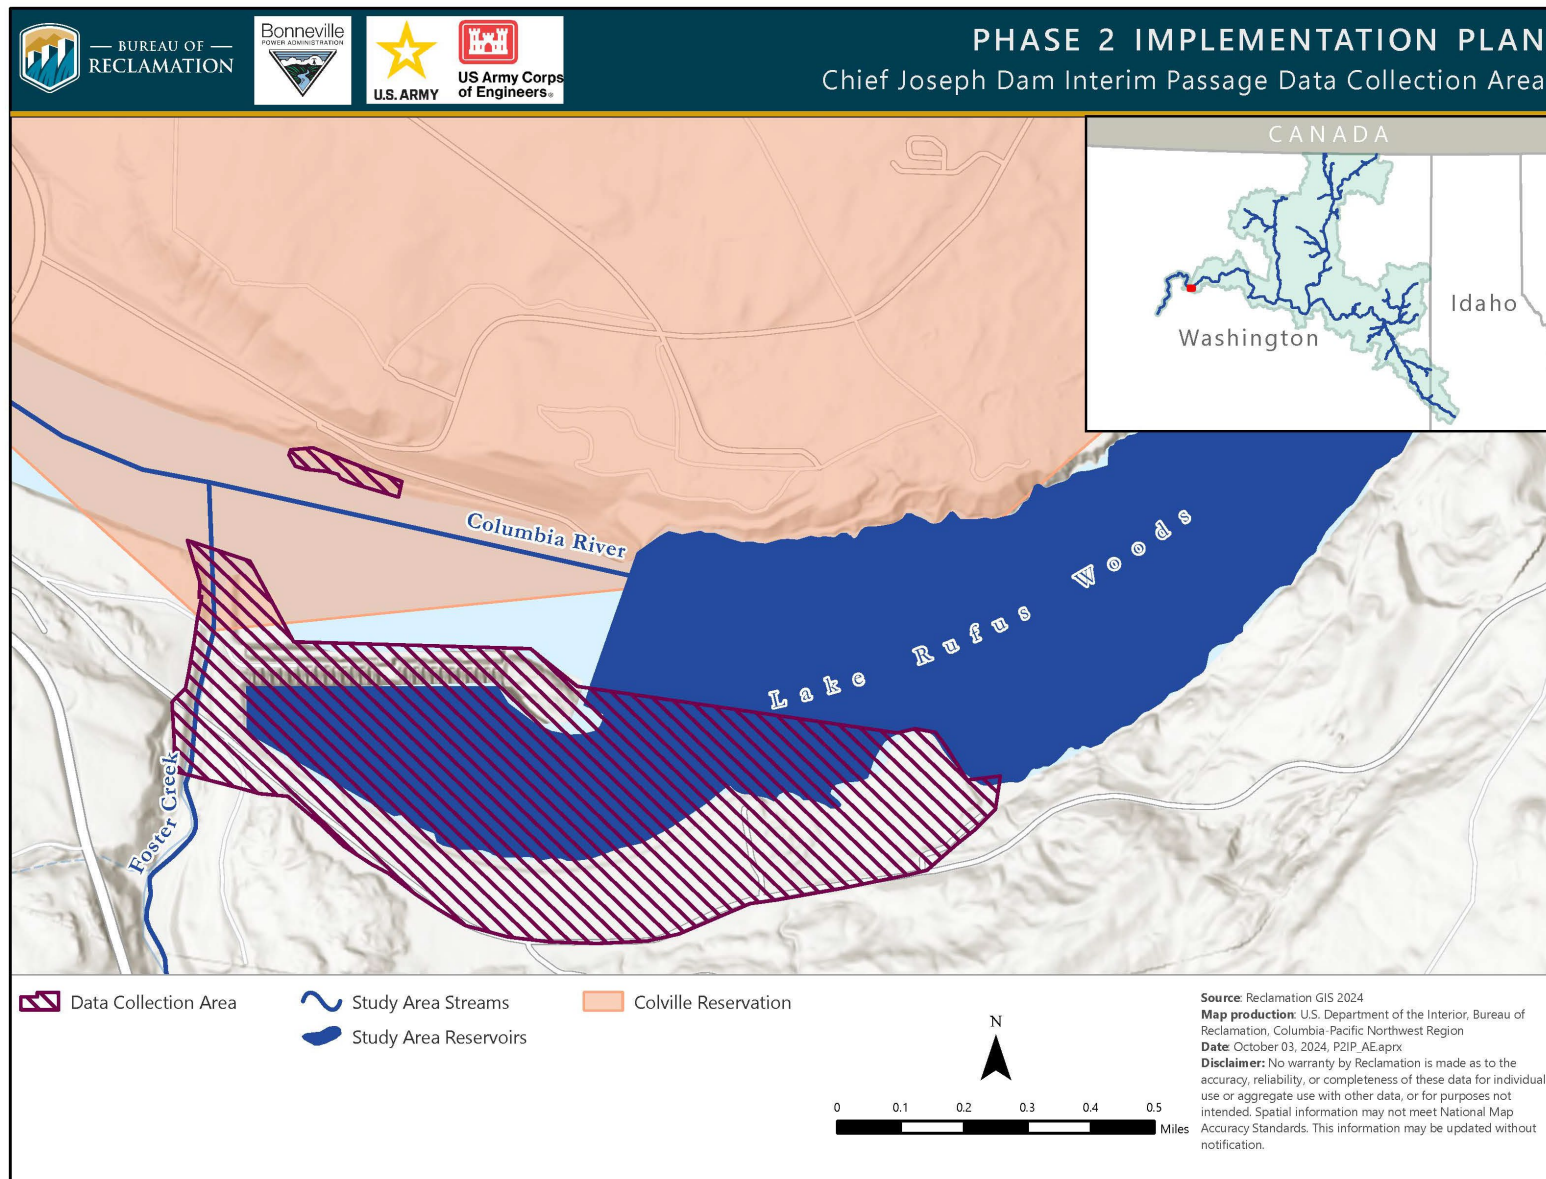 BUREAU OF
RECLAMATION
Bonneville
POWER ADMINISTRATION
U.S. ARMY
US Army Corps
of Engineers®
PHASE 2 IMPLEMENTATION PLAN
Chief Joseph Dam Interim Passage Data Collection Area
CANADA
Washington
Idaho
Columbia River
Lake Rufus Woods
Foster Creek
Data Collection Area
Study Area Streams
Study Area Reservoirs
Colville Reservation
N
0 0.1 0.2 0.3 0.4 0.5
Miles
Source: Reclamation GIS 2024
Map production: U.S. Department of the Interior, Bureau of
Reclamation, Columbia-Pacific Northwest Region
Date: October 03, 2024, P2IP_AE.aprx
Disclaimer: No warranty by Reclamation is made as to the
accuracy, reliability, or completeness of these data for individual
use or aggregate use with other data, or for purposes not
intended. Spatial information may not meet National Map
Accuracy Standards. This information may be updated without
notification.